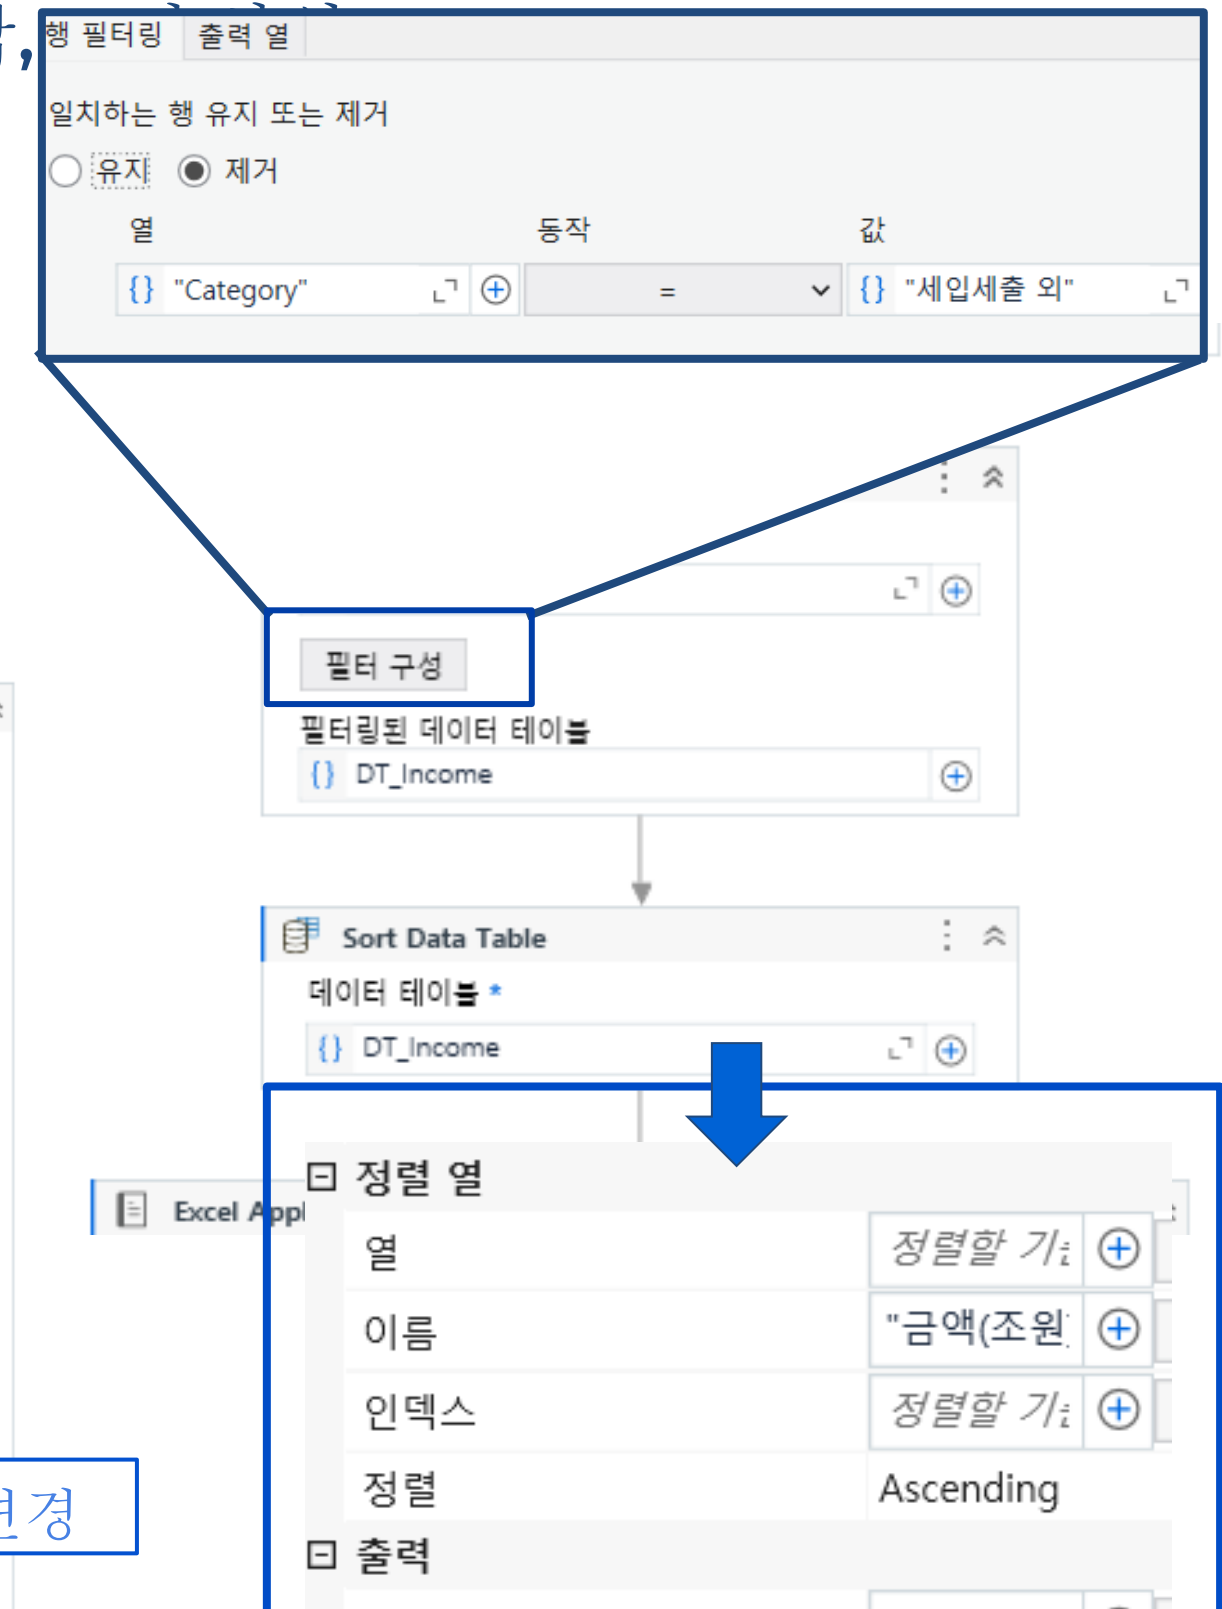 행 필터링 출력 열
일치하는 행 유지 또는 제거
유지 제거
열 동작 값
{} "Category" = {} "세입세출 외"
필터 구성
필터링된 데이터 테이블
{} DT_Income
Sort Data Table
데이터 테이블 *
{} DT_Income
정렬 열
Excel Appl
열 정렬할
이름 "금액(조원)
인덱스 정렬할
정렬 Ascending
변경
출력